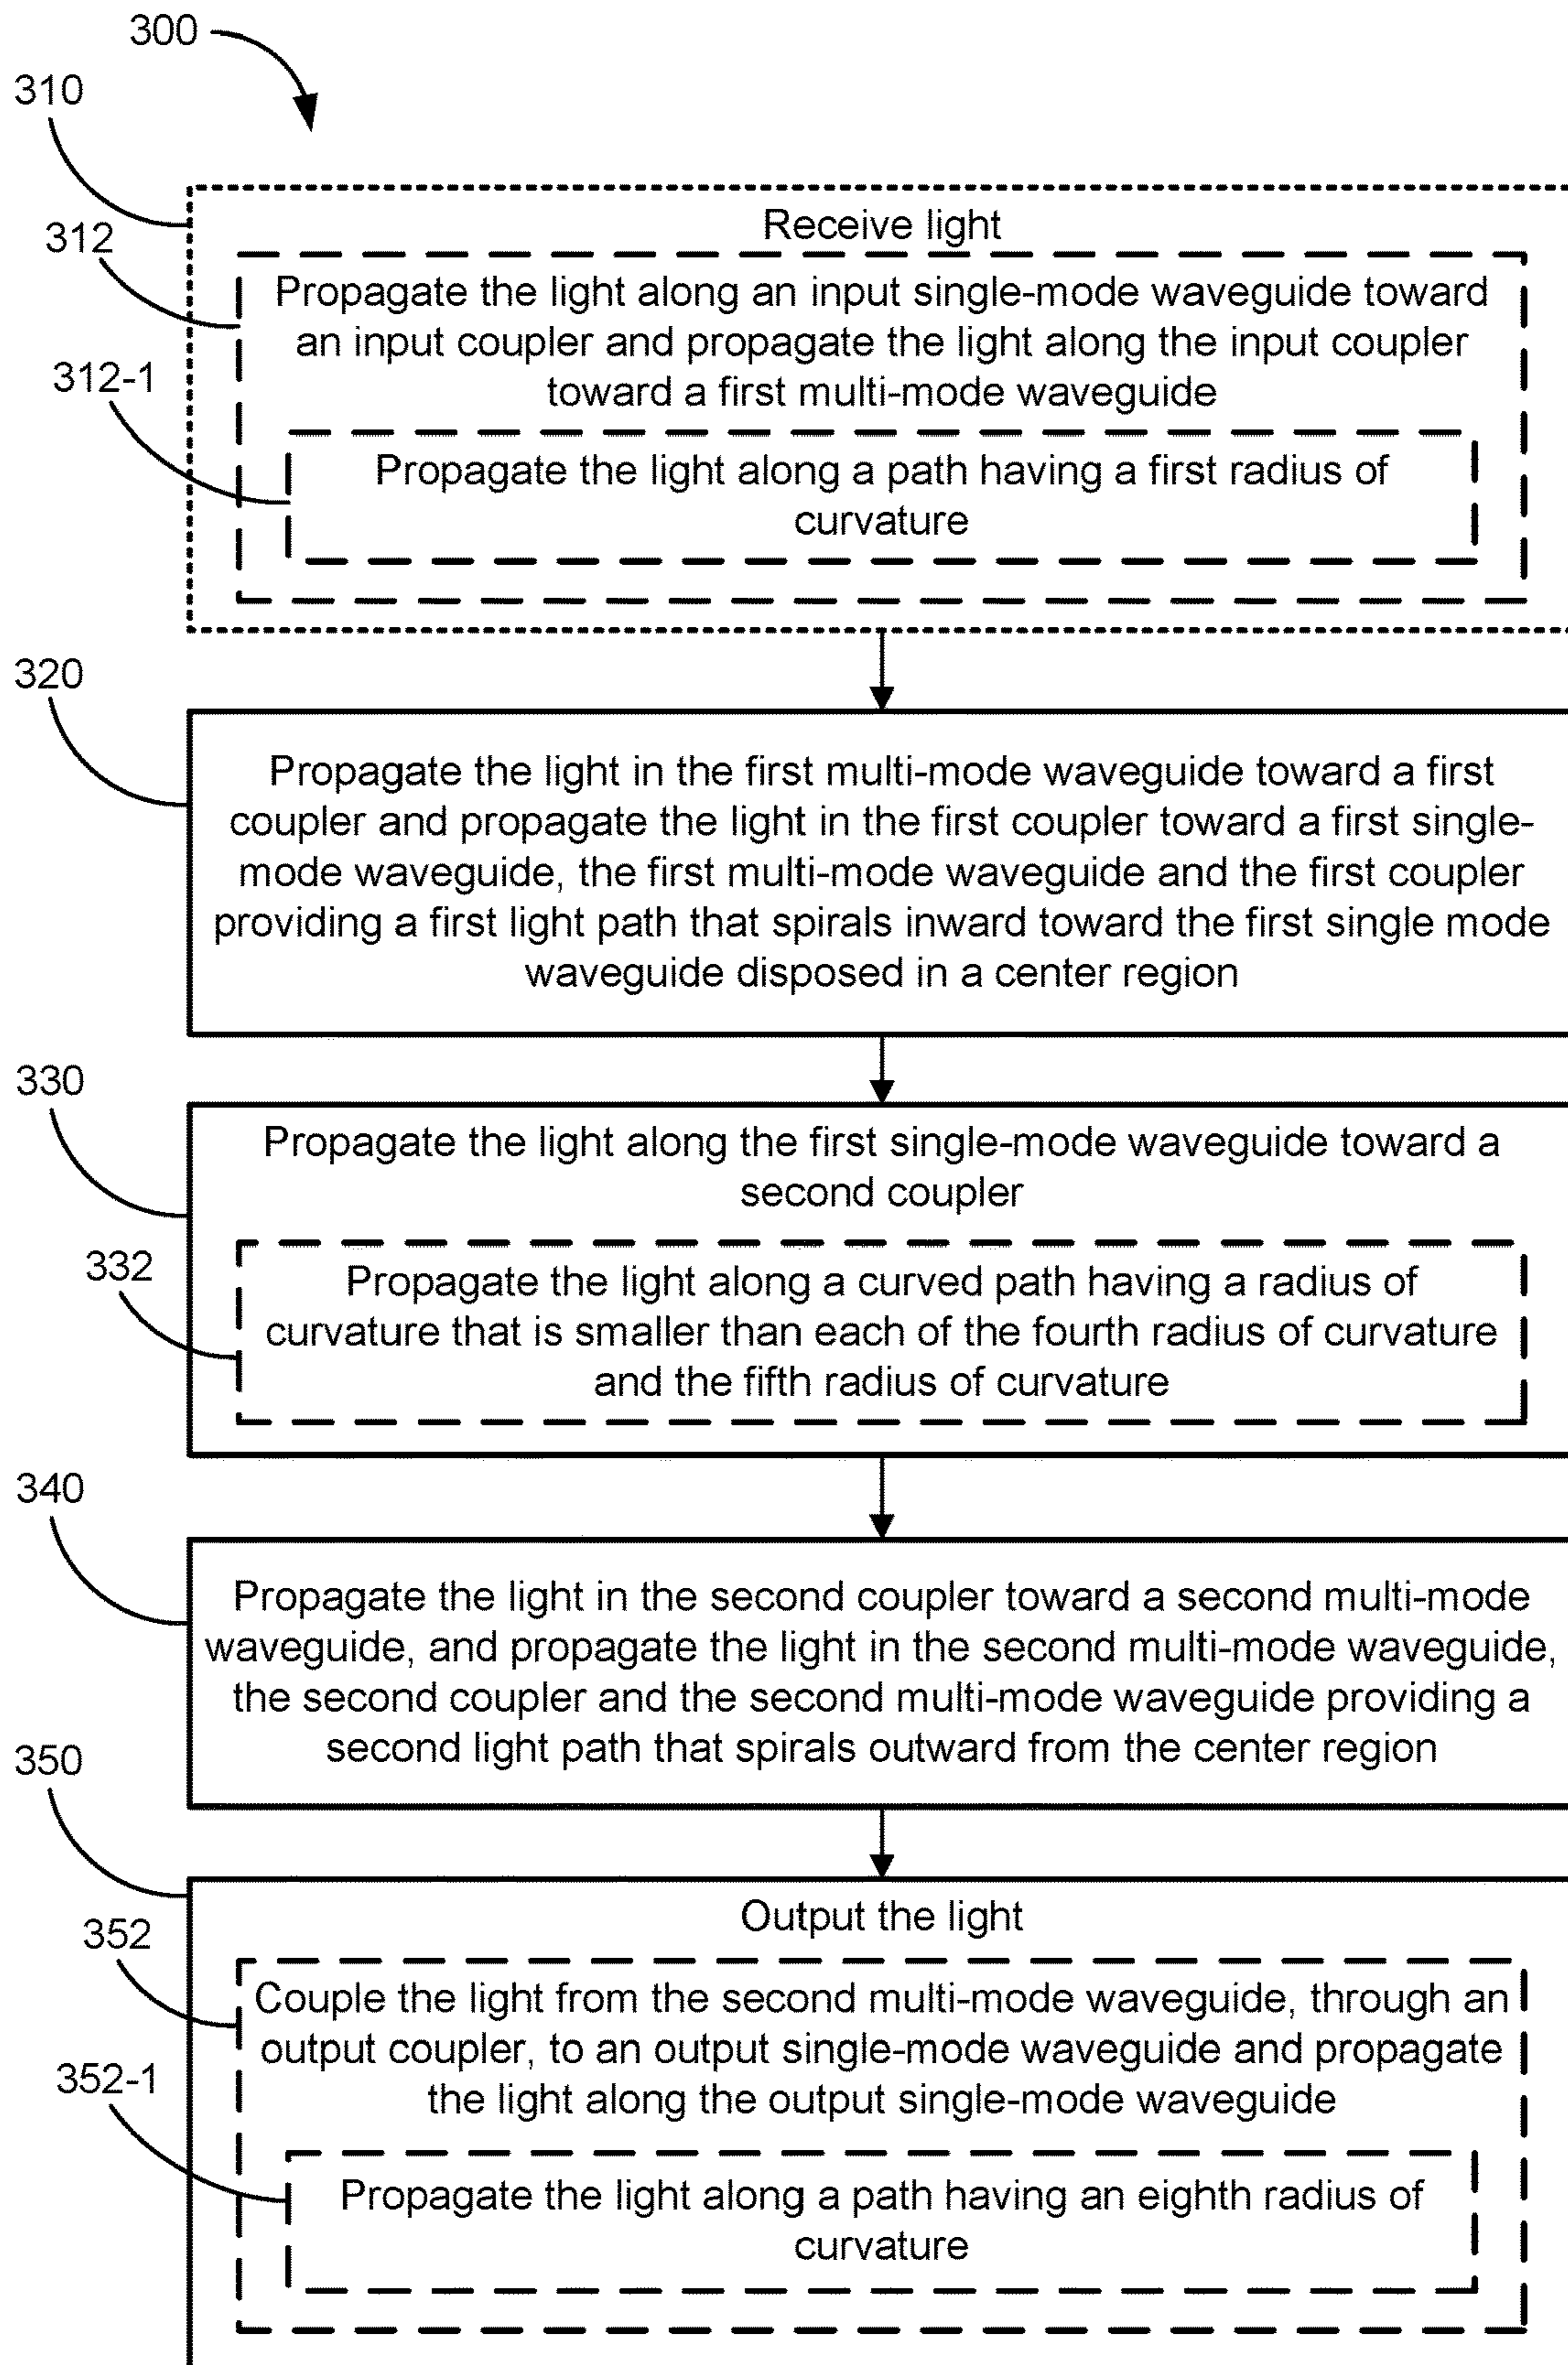 300
310
Receive light
312
Propagate the light along an input single-mode waveguide toward
an input coupler and propagate the light along the input coupler
toward a first multi-mode waveguide
312-1
Propagate the light along a path having a first radius of
curvature
320
Propagate the light in the first multi-mode waveguide toward a first
coupler and propagate the light in the first coupler toward a first single-
mode waveguide, the first multi-mode waveguide and the first coupler
providing a first light path that spirals inward toward the first single mode
waveguide disposed in a center region
330
Propagate the light along the first single-mode waveguide toward a
second coupler
332
Propagate the light along a curved path having a radius of
curvature that is smaller than each of the fourth radius of curvature
and the fifth radius of curvature
340
Propagate the light in the second coupler toward a second multi-mode
waveguide, and propagate the light in the second multi-mode waveguide,
the second coupler and the second multi-mode waveguide providing a
second light path that spirals outward from the center region
350
Output the light
352
Couple the light from the second multi-mode waveguide, through an
output coupler, to an output single-mode waveguide and propagate
the light along the output single-mode waveguide
352-1
Propagate the light along a path having an eighth radius of
curvature